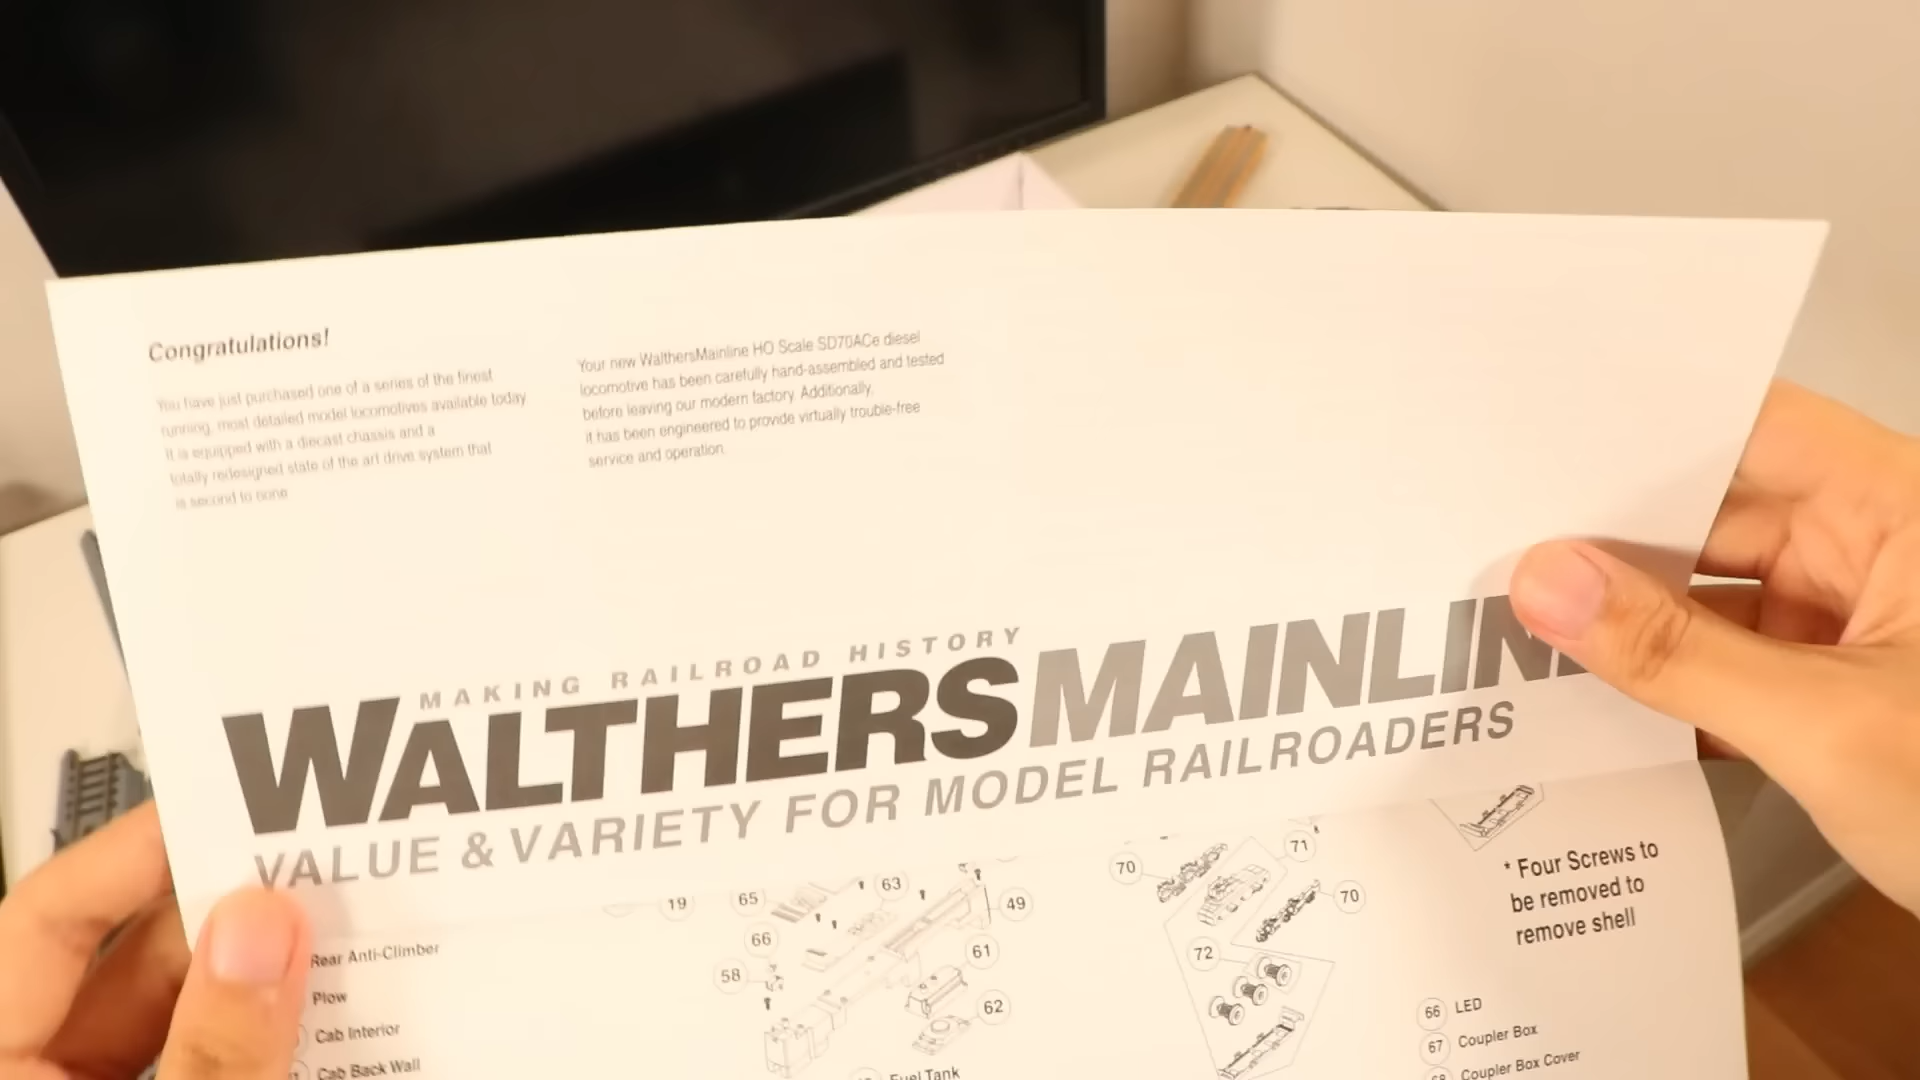 Congratulations!
You have just purchased one of a series of the finest
running, most detailed model locomotives available today
It is equipped with a diecast chassis and a
totally redesigned state of the art drive system that
is second to none
Your new WalthersMainline HO Scale SD70ACe diesel
locomotive has been carefully hand-assembled and tested
before leaving our modern factory. Additionally,
it has been engineered to provide virtually trouble-free
service and operation.
MAKING RAILROAD HISTORY
WALTHERS MAINLINE
VALUE & VARIETY FOR MODEL RAILROADERS
19
65
63
49
66
61
58
62
70
71
70
72
* Four Screws to
be removed to
remove shell
Rear Anti-Climber
Plow
Cab Interior
Cab Back Wall
Fuel Tank
66 LED
67 Coupler Box
68 Coupler Box Cover